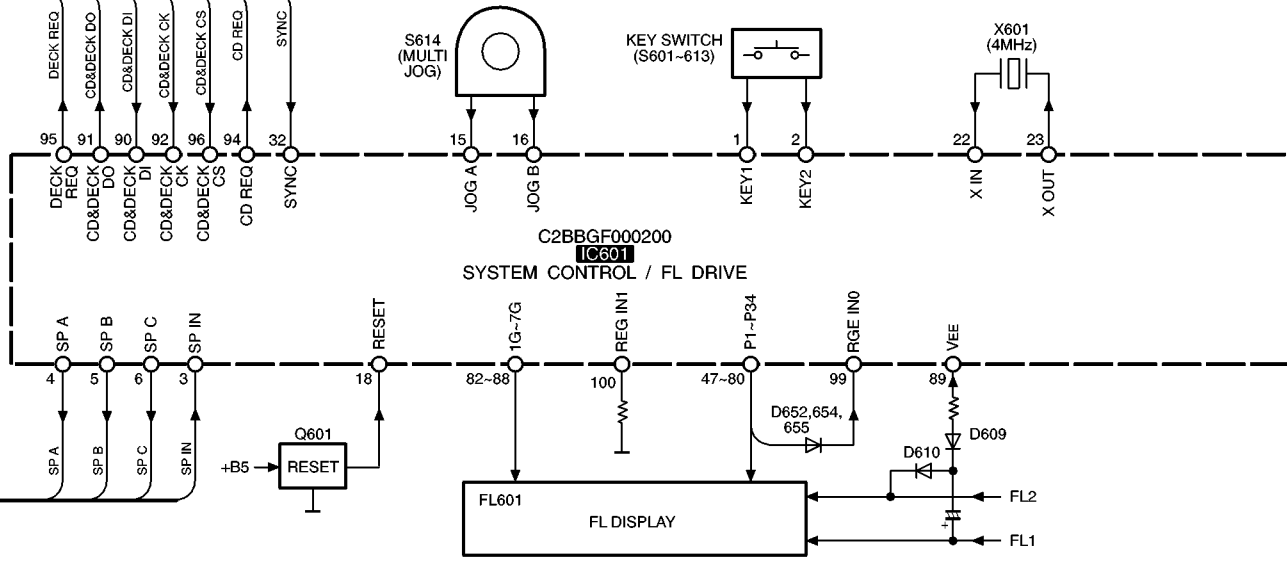 DECK REQ
CD&DECK DO
CD&DECK DI
CD&DECK CK
CD&DECK CS
CD REQ
SYNC
S614
(MULTI
JOG)
KEY SWITCH
(S601~613)
X601
(4MHz)
95
91
90
92
96
94
32
15
16
1
2
22
23
DECK
REQ
CD&DECK
DO
CD&DECK
DI
CD&DECK
CK
CD&DECK
CS
CD REQ
SYNC
JOG A
JOG B
KEY1
KEY2
X IN
X OUT
C2BBGF000200
IC601
SYSTEM CONTROL / FL DRIVE
SP A
SP B
SP C
SP IN
RESET
1G~7G
REG IN1
P1~P34
RGE IN0
VEE
4
5
6
3
18
82~88
100
47~80
99
89
SP A
SP B
SP C
SP IN
Q601
+B5
RESET
D652,654,
655
D609
D610
FL601
FL DISPLAY
FL2
+
FL1